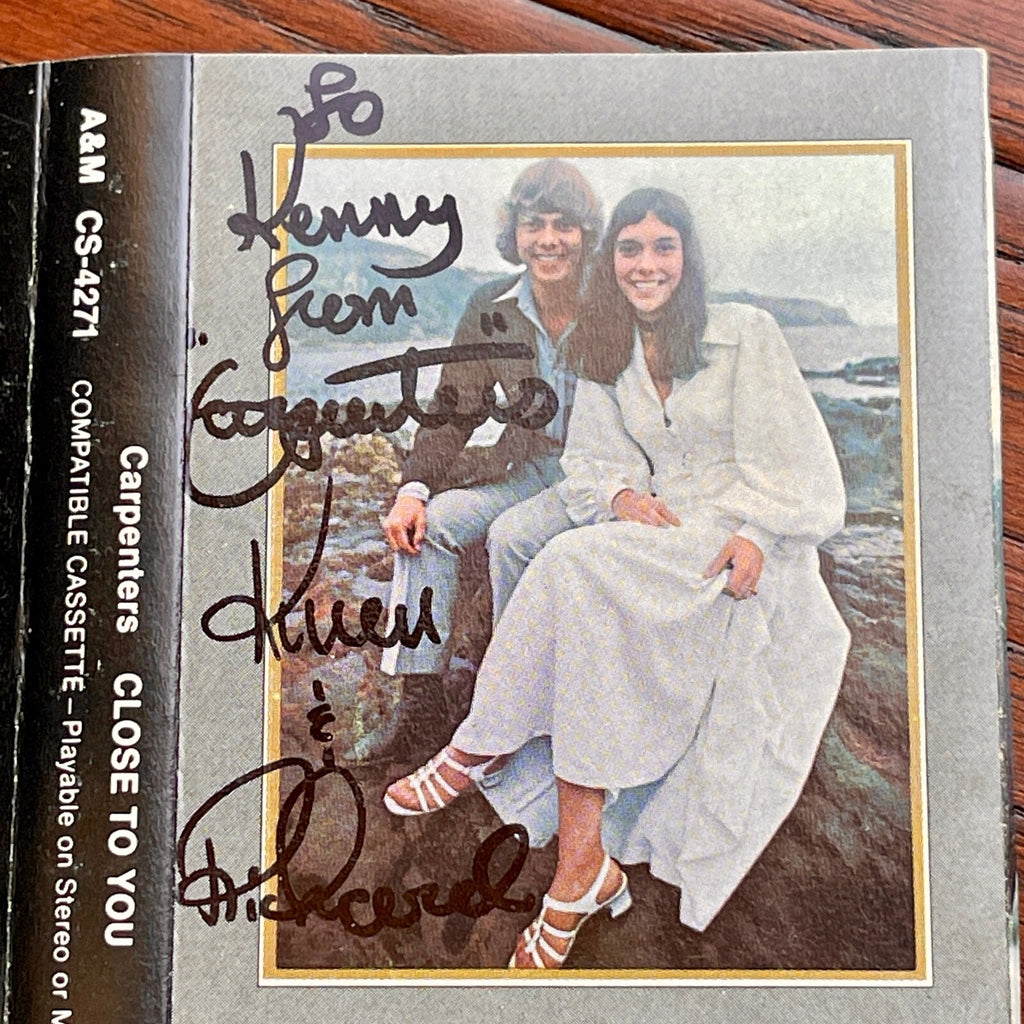 A&M CS-4271 COMPATIBLE CASSETTE – Playable on Stereo or M
Carpenters CLOSE TO YOU
To
Kenny
from
"Carpenters"
Karen
&
Richard